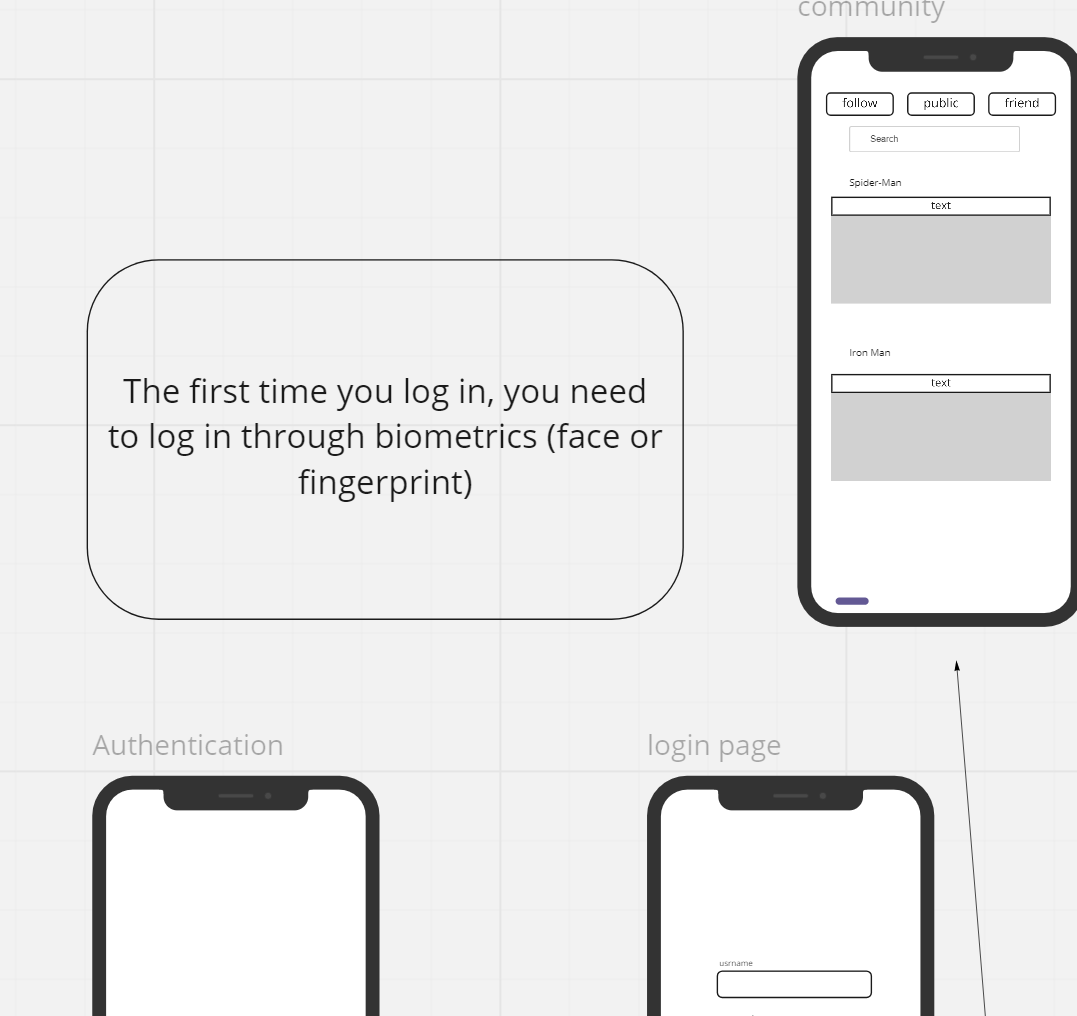 community
follow public friend
Search
Spider-Man
text
Iron Man
text
The first time you log in, you need
to log in through biometrics (face or
fingerprint)
Authentication
login page
usrname